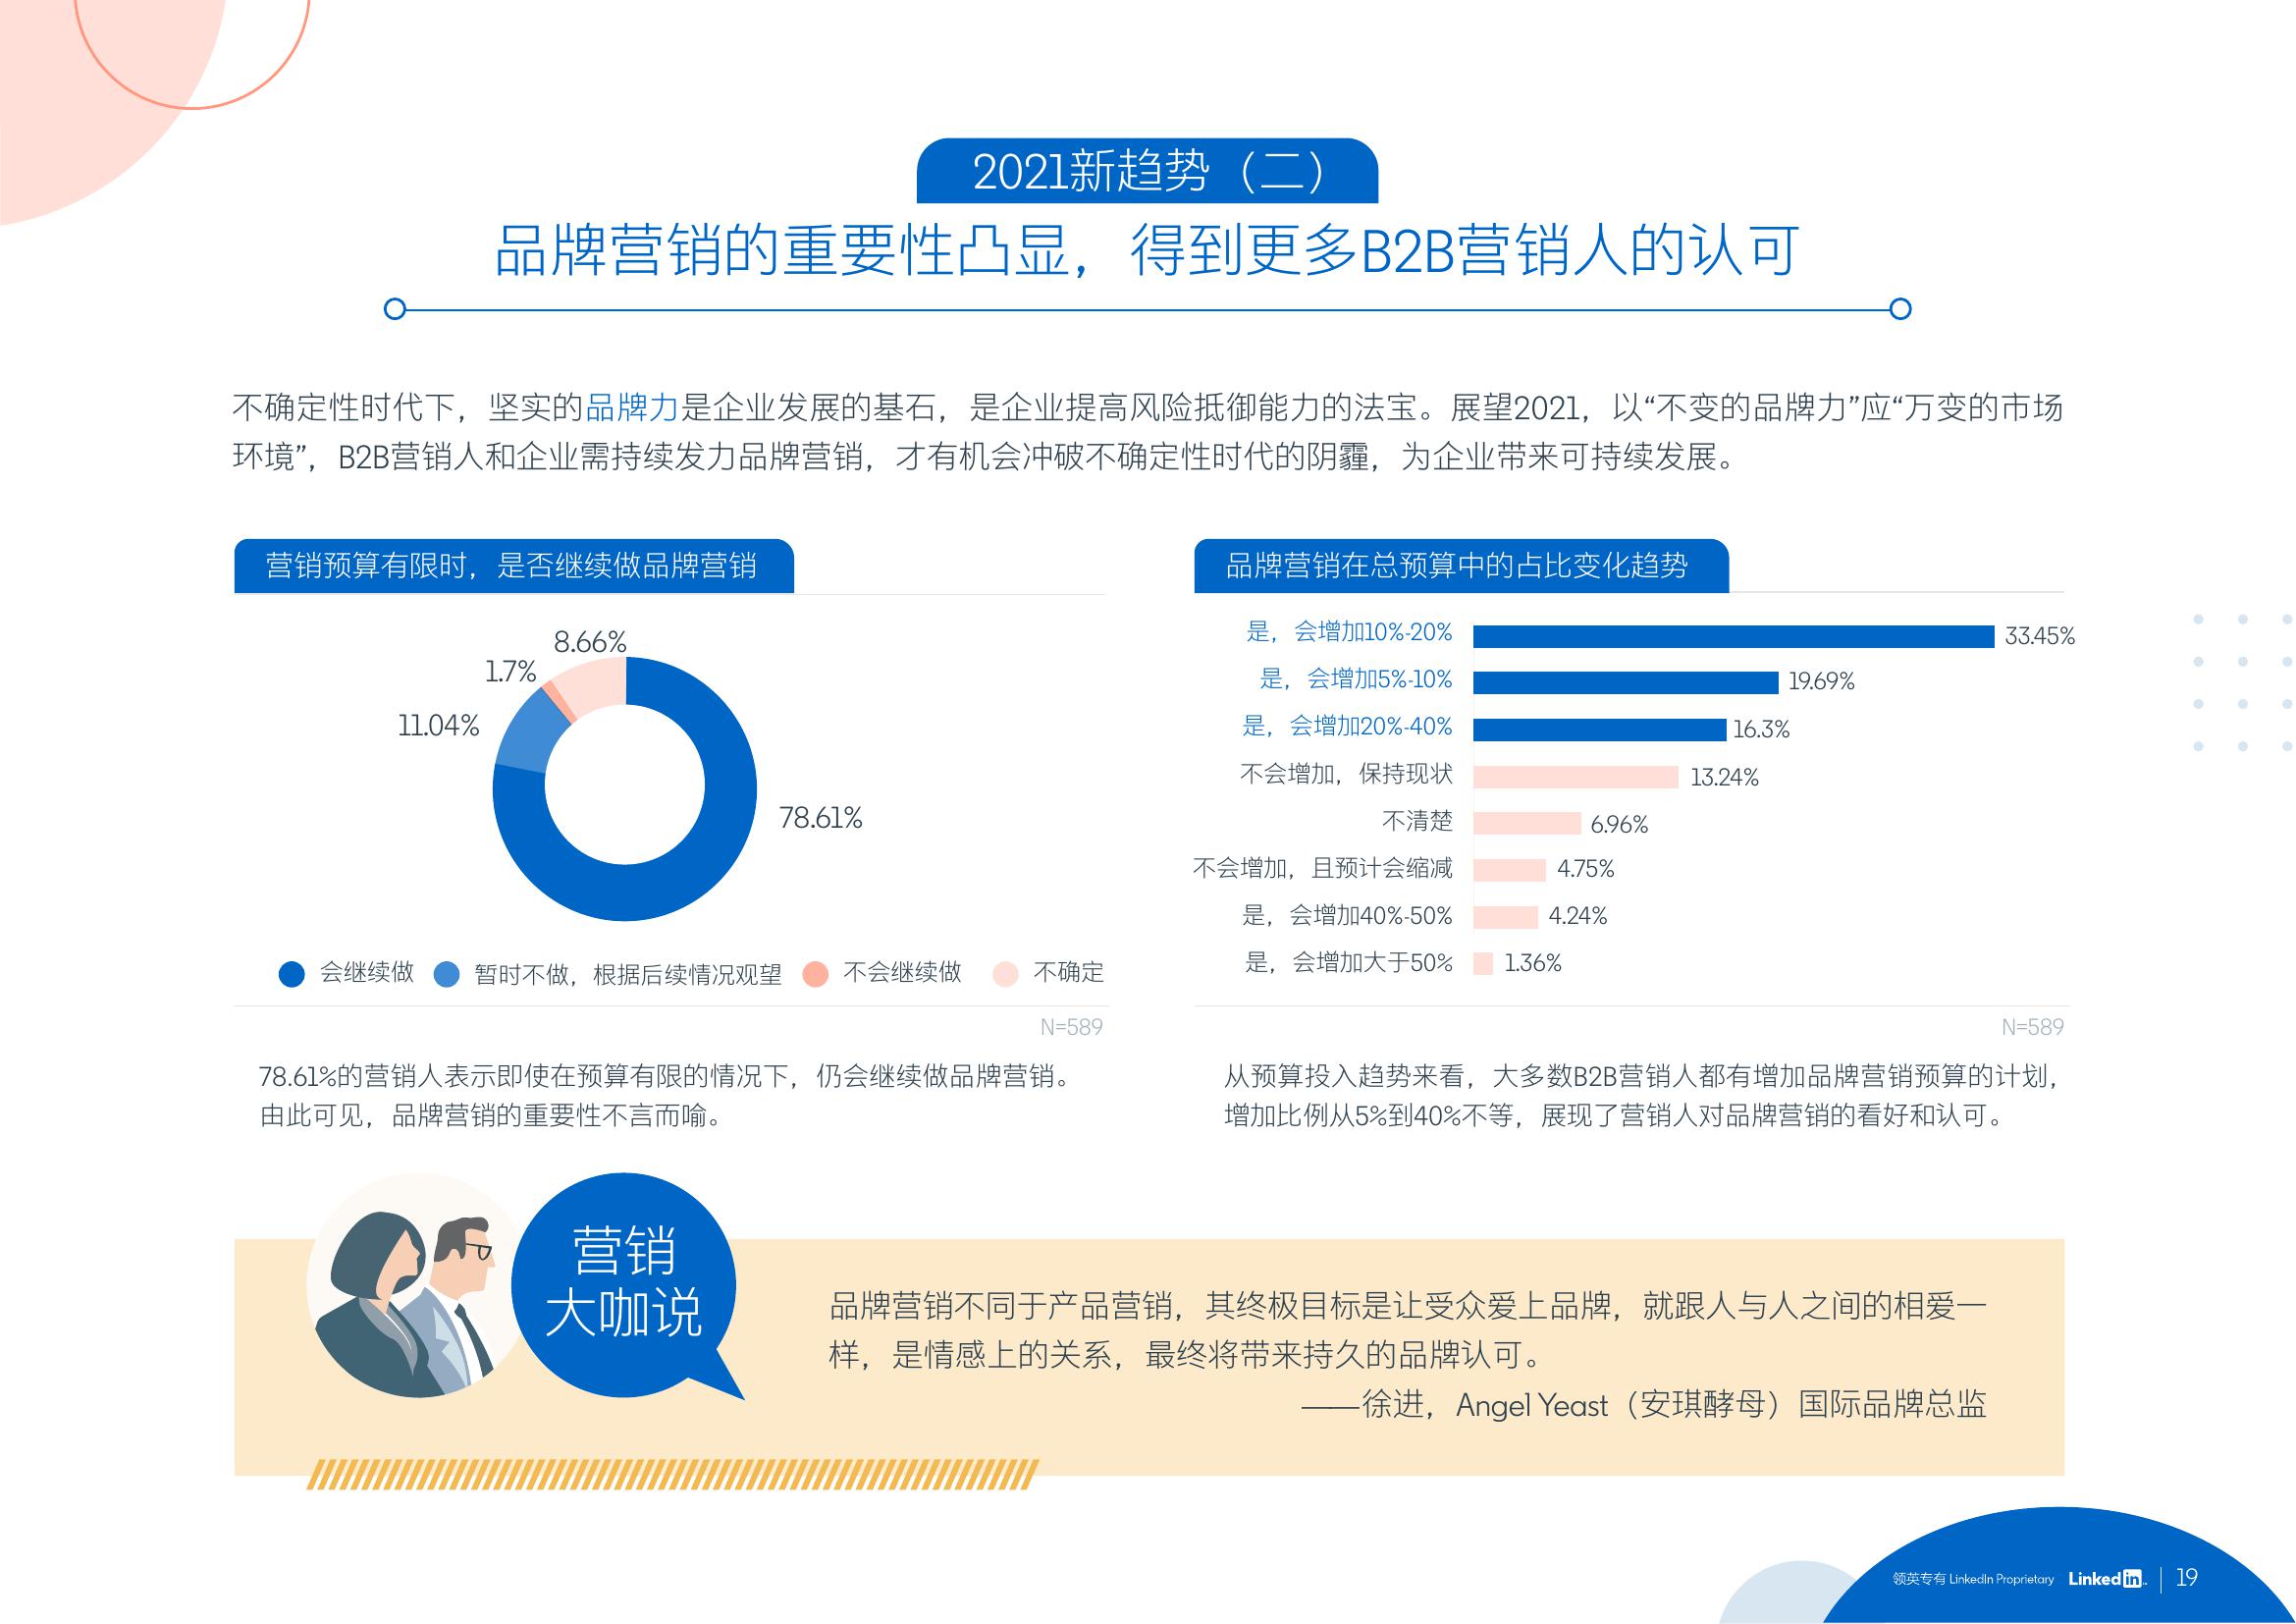 2021新趋势（二）
品牌营销的重要性凸显，得到更多B2B营销人的认可
不确定性时代下，坚实的品牌力是企业发展的基石，是企业提高风险抵御能力的法宝。展望2021，以“不变的品牌力”应“万变的市场
环境”，B2B营销人和企业需持续发力品牌营销，才有机会冲破不确定性时代的阴霾，为企业带来可持续发展。
营销预算有限时，是否继续做品牌营销
8.66%
1.7%
11.04%
78.61%
会继续做 暂时不做，根据后续情况观望 不会继续做 不确定
N=589
78.61%的营销人表示即使在预算有限的情况下，仍会继续做品牌营销。
由此可见，品牌营销的重要性不言而喻。
品牌营销在总预算中的占比变化趋势
是，会增加10%-20% 33.45%
是，会增加5%-10% 19.69%
是，会增加20%-40% 16.3%
不会增加，保持现状 13.24%
不清楚 6.96%
不会增加，且预计会缩减 4.75%
是，会增加40%-50% 4.24%
是，会增加大于50% 1.36%
N=589
从预算投入趋势来看，大多数B2B营销人都有增加品牌营销预算的计划，
增加比例从5%到40%不等，展现了营销人对品牌营销的看好和认可。
营销
大咖说
品牌营销不同于产品营销，其终极目标是让受众爱上品牌，就跟人与人之间的相爱一
样，是情感上的关系，最终将带来持久的品牌认可。
——徐进，Angel Yeast（安琪酵母）国际品牌总监
领英专有 LinkedIn Proprietary LinkedIn 19